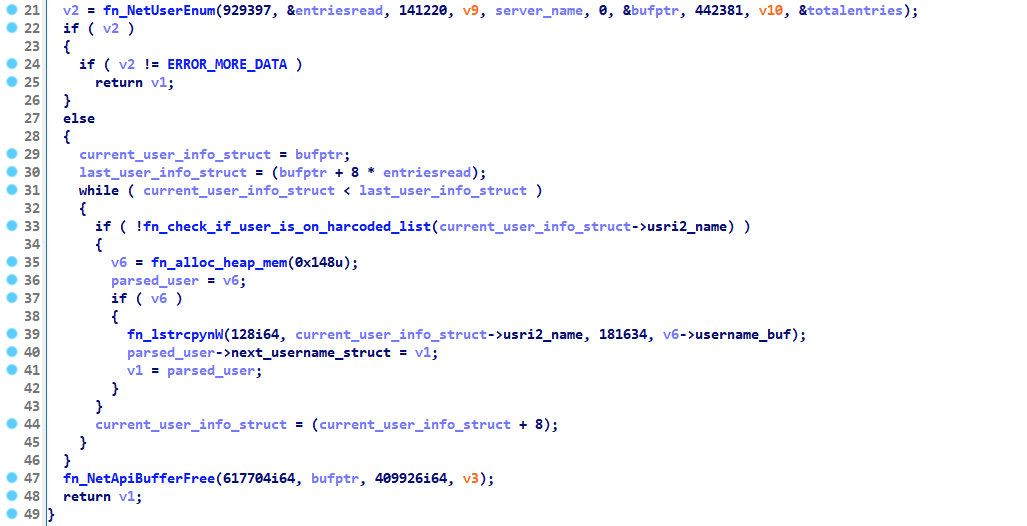 21 v2 = fn_NetUserEnum(929397, &entriesread, 141220, v9, server_name, 0, &bufptr, 442381, v10, &totalentries);
22 if ( v2 )
23 {
24 if ( v2 != ERROR_MORE_DATA )
25 return v1;
26 }
27 else
28 {
29 current_user_info_struct = bufptr;
30 last_user_info_struct = (bufptr + 8 * entriesread);
31 while ( current_user_info_struct < last_user_info_struct )
32 {
33 if ( !fn_check_if_user_is_on_harcoded_list(current_user_info_struct->usri2_name) )
34 {
35 v6 = fn_alloc_heap_mem(0x148u);
36 parsed_user = v6;
37 if ( v6 )
38 {
39 fn_lstrcpynW(128i64, current_user_info_struct->usri2_name, 181634, v6->username_buf);
40 parsed_user->next_username_struct = v1;
41 v1 = parsed_user;
42 }
43 }
44 current_user_info_struct = (current_user_info_struct + 8);
45 }
46 }
47 fn_NetApiBufferFree(617704i64, bufptr, 409926i64, v3);
48 return v1;
49 }